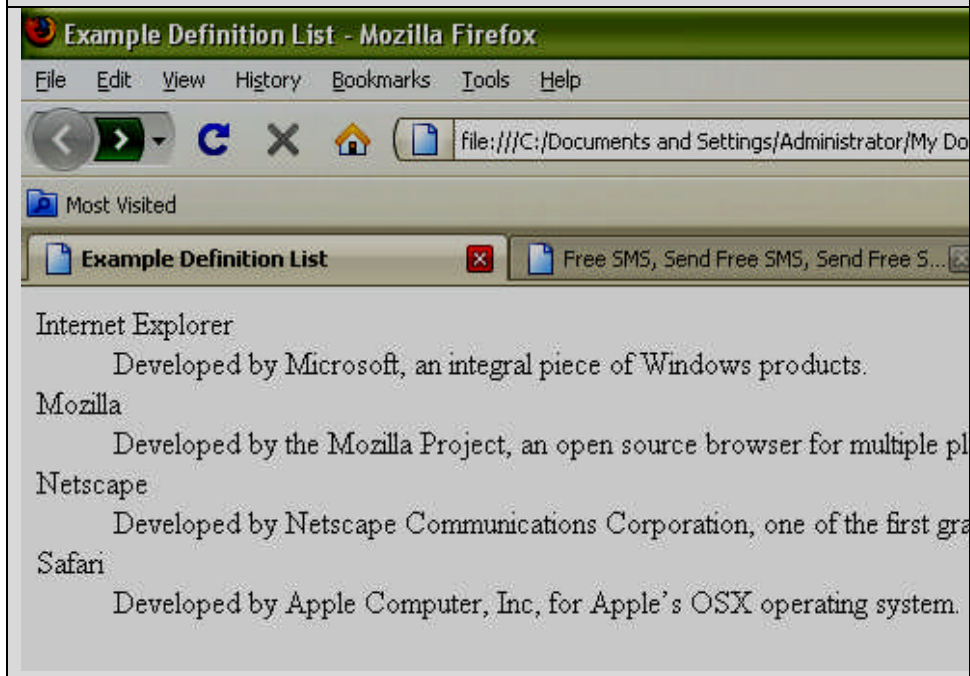 Example Definition List - Mozilla Firefox
File Edit View History Bookmarks Tools Help
file:///C:/Documents and Settings/Administrator/My Do
Most Visited
Example Definition List
Free SMS, Send Free SMS, Send Free S...
Internet Explorer
Developed by Microsoft, an integral piece of Windows products.
Mozilla
Developed by the Mozilla Project, an open source browser for multiple pl
Netscape
Developed by Netscape Communications Corporation, one of the first gra
Safari
Developed by Apple Computer, Inc, for Apple's OSX operating system.